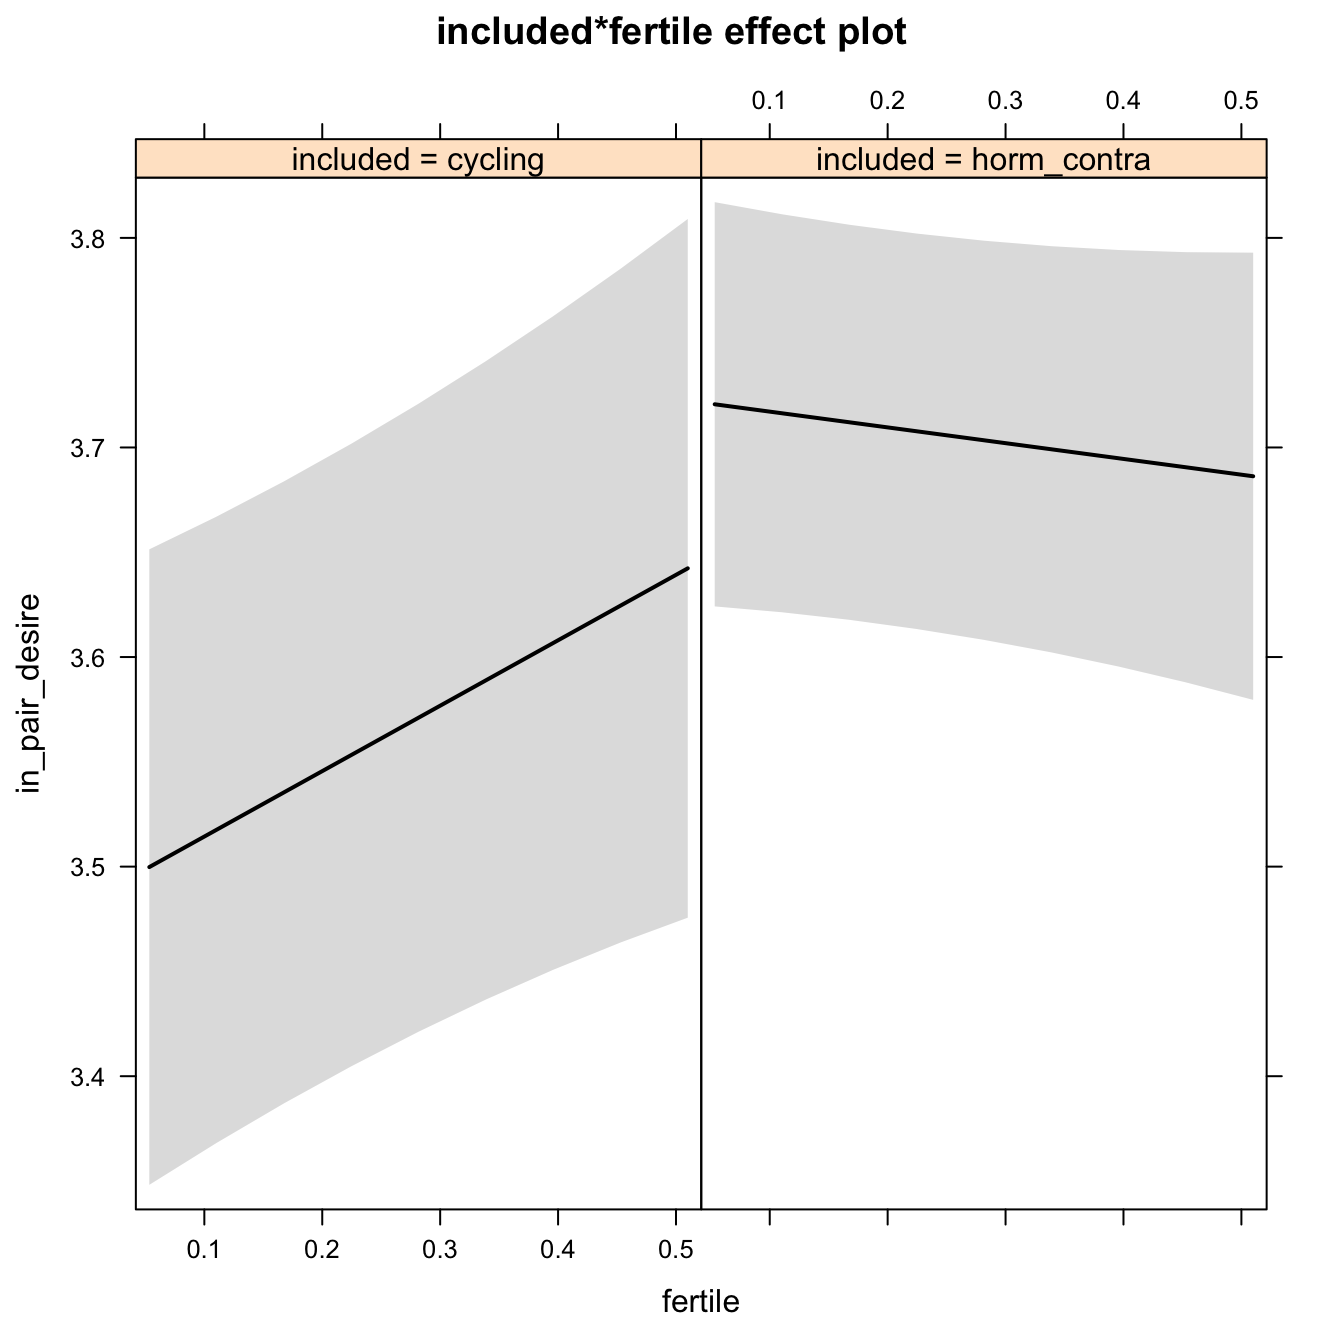 included*fertile effect plot
0.1 0.2 0.3 0.4 0.5
included = cycling included = horm_contra
3.8
3.7
3.6
3.5
3.4
in_pair_desire
0.1 0.2 0.3 0.4 0.5
fertile